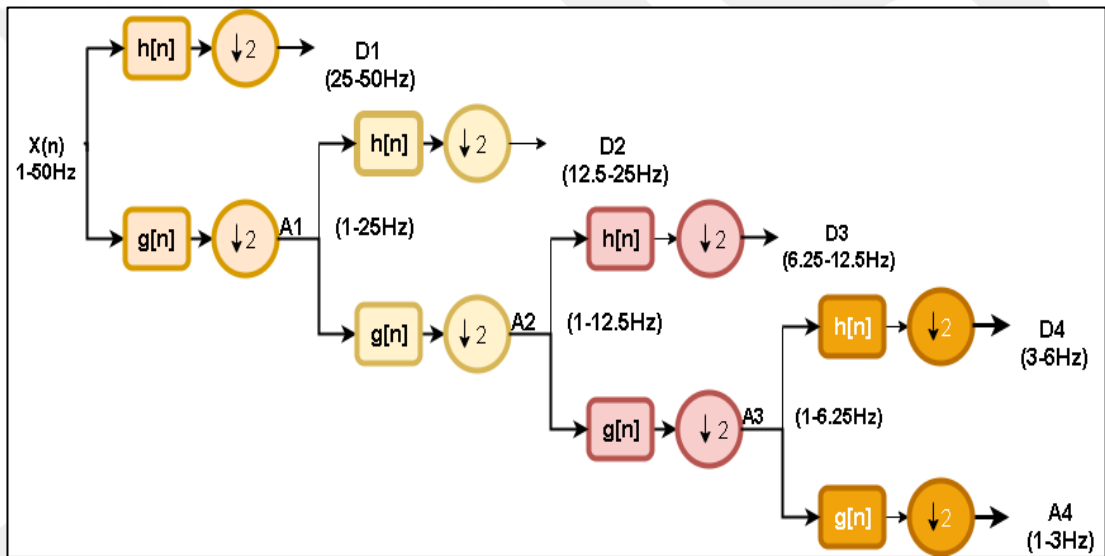 h[n]
↓ 2
D1
(25-50Hz)
X(n)
1-50Hz
g[n]
↓ 2
A1
(1-25Hz)
h[n]
↓ 2
D2
(12.5-25Hz)
g[n]
↓ 2
A2
(1-12.5Hz)
h[n]
↓ 2
D3
(6.25-12.5Hz)
g[n]
↓ 2
A3
(1-6.25Hz)
h[n]
↓ 2
D4
(3-6Hz)
g[n]
↓ 2
A4
(1-3Hz)